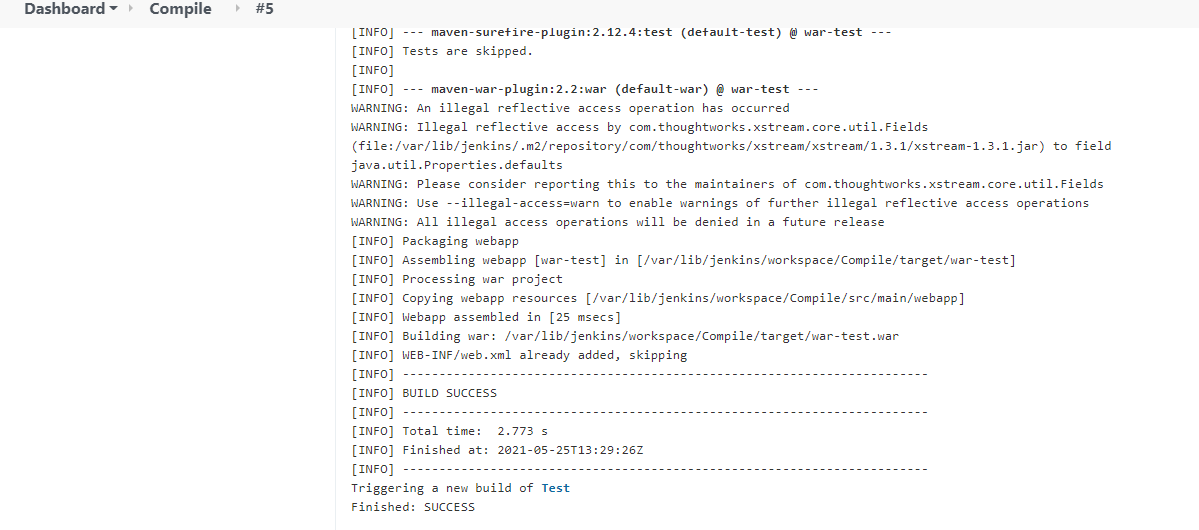 Dashboard Compile #5
[INFO] --- maven-surefire-plugin:2.12.4:test (default-test) @ war-test ---
[INFO] Tests are skipped.
[INFO]
[INFO] --- maven-war-plugin:2.2:war (default-war) @ war-test ---
WARNING: An illegal reflective access operation has occurred
WARNING: Illegal reflective access by com.thoughtworks.xstream.core.util.Fields
(file:/var/lib/jenkins/.m2/repository/com/thoughtworks/xstream/xstream/1.3.1/xstream-1.3.1.jar) to field
java.util.Properties.defaults
WARNING: Please consider reporting this to the maintainers of com.thoughtworks.xstream.core.util.Fields
WARNING: Use --illegal-access=warn to enable warnings of further illegal reflective access operations
WARNING: All illegal access operations will be denied in a future release
[INFO] Packaging webapp
[INFO] Assembling webapp [war-test] in [/var/lib/jenkins/workspace/Compile/target/war-test]
[INFO] Processing war project
[INFO] Copying webapp resources [/var/lib/jenkins/workspace/Compile/src/main/webapp]
[INFO] Webapp assembled in [25 msecs]
[INFO] Building war: /var/lib/jenkins/workspace/Compile/target/war-test.war
[INFO] WEB-INF/web.xml already added, skipping
[INFO] ------------------------------------------------------------------------
[INFO] BUILD SUCCESS
[INFO] ------------------------------------------------------------------------
[INFO] Total time:  2.773 s
[INFO] Finished at: 2021-05-25T13:29:26Z
[INFO] ------------------------------------------------------------------------
Triggering a new build of Test
Finished: SUCCESS